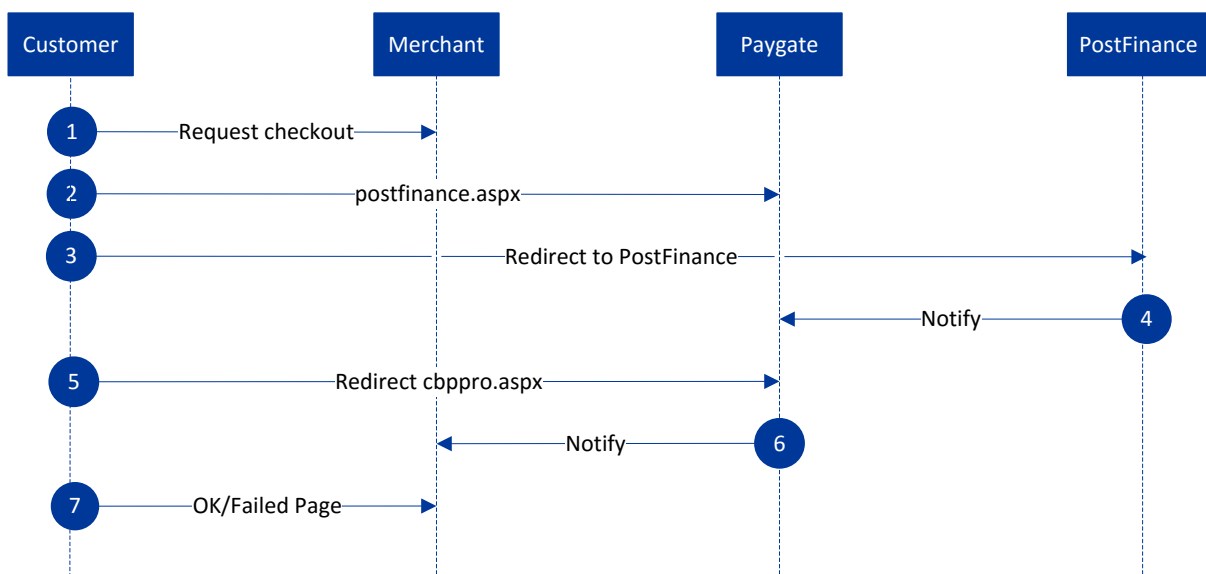 Customer
Merchant
Paygate
PostFinance
1
Request checkout
2
postfinance.aspx
3
Redirect to PostFinance
Notify
4
5
Redirect cbppro.aspx
Notify
6
7
OK/Failed Page